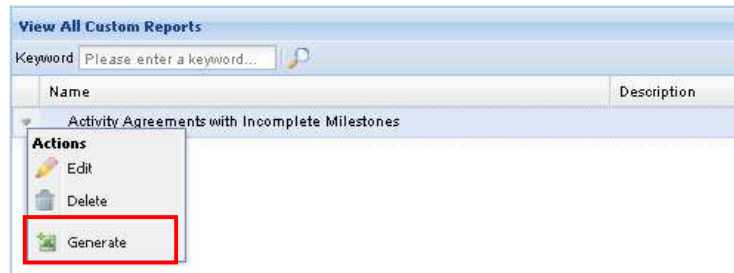 View All Custom Reports
Keyword Please enter a keyword...
Name Description
Activity Agreements with Incomplete Milestones
Actions
Edit
Delete
Generate